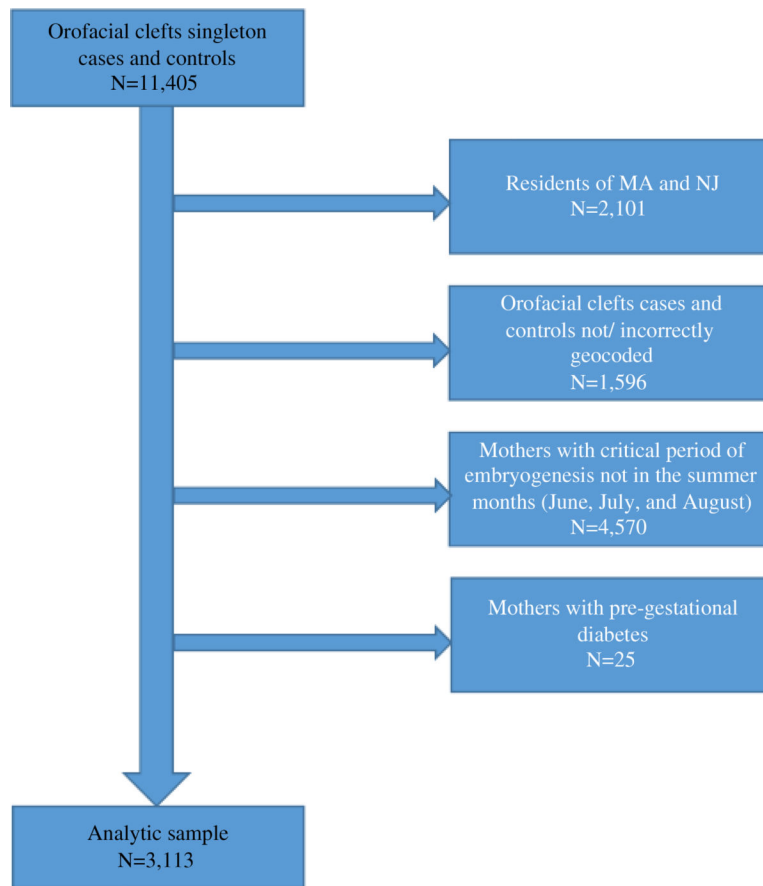 Orofacial clefts singleton
cases and controls
N=11,405
Residents of MA and NJ
N=2,101
Orofacial clefts cases and
controls not/ incorrectly
geocoded
N=1,596
Mothers with critical period of
embryogenesis not in the summer
months (June, July, and August)
N=4,570
Mothers with pre-gestational
diabetes
N=25
Analytic sample
N=3,113